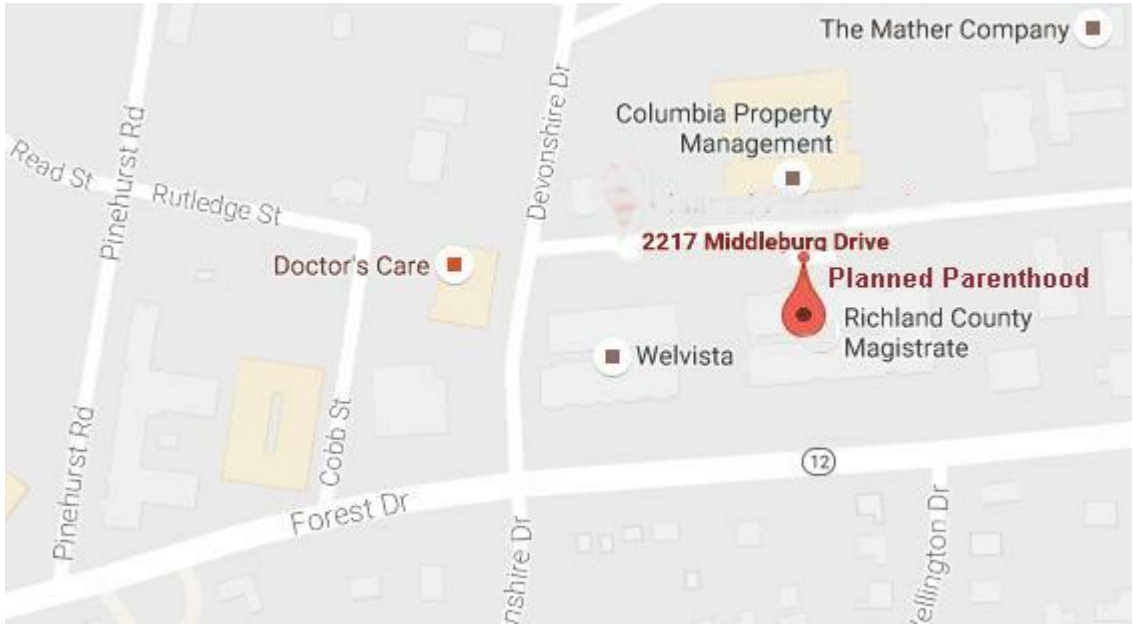 The Mather Company
Columbia Property
Management
Devonshire Dr
Pinehurst Rd
Read St
Rutledge St
2217 Middleburg Drive
Doctor's Care
Planned Parenthood
Richland County
Magistrate
Welvista
Cobb St
Pinehurst Rd
12
Forest Dr
nshire Dr
ellington Dr